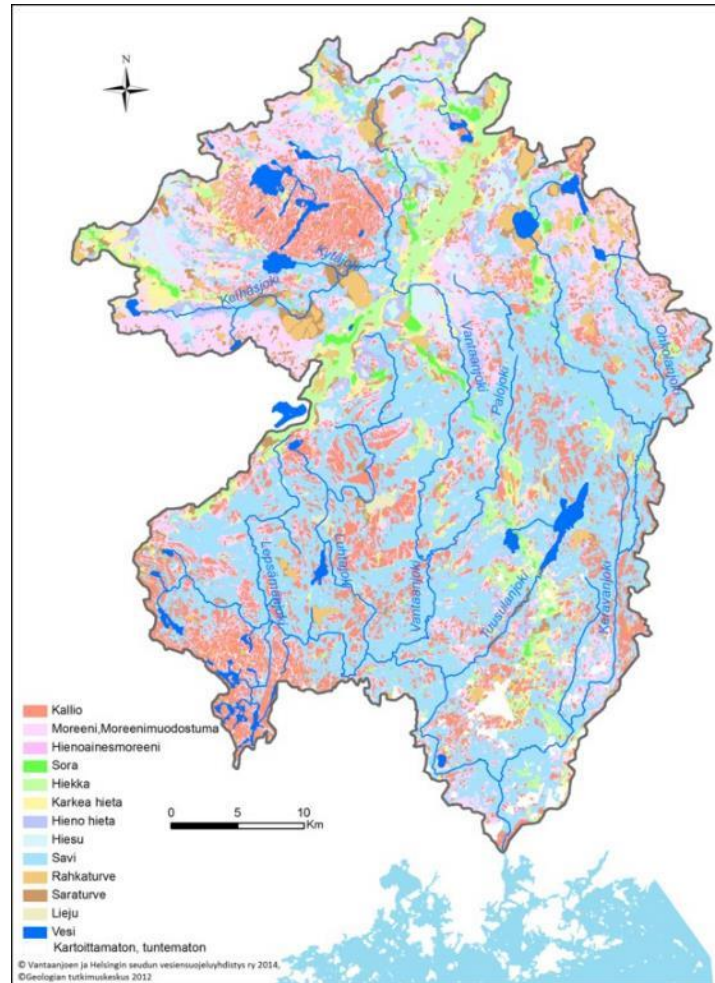 N
Kytäjoki
Keihäsjoki
Vantaanjoki
Palojoki
Ohkolanjoki
Lepsämänjoki
Luhtajoki
Vantaanjoki
Tuusulanjoki
Keravanjoki
Kallio
Moreeni,Moreenimuodostuma
Hienoainesmoreeni
Sora
Hiekka
Karkea hieta
Hieno hieta
Hiesu
Savi
Rahkaturve
Saraturve
Lieju
Vesi
Kartoittamaton, tuntematon
0 5 10
Km
© Vantaanjoen ja Helsingin seudun vesiensuojeluyhdistys ry 2014,
©Geologian tutkimuskeskus 2012